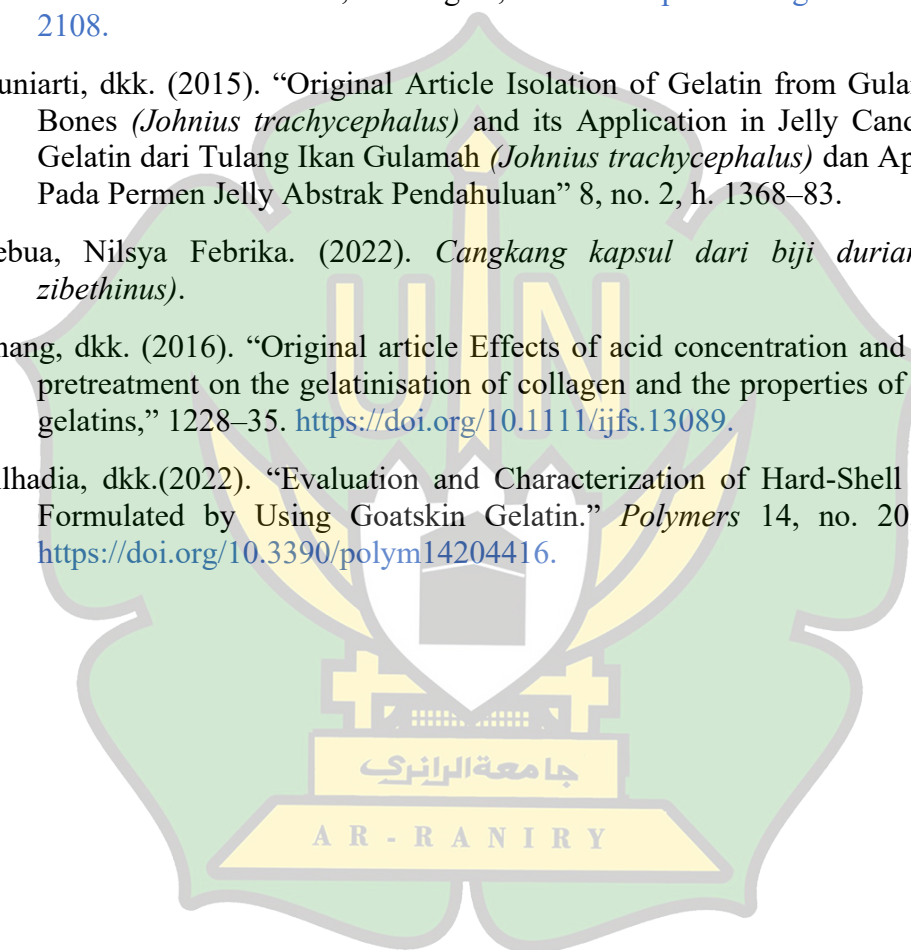 2108.
uniarti, dkk. (2015). “Original Article Isolation of Gelatin from
Bones (Johnius trachycephalus) and its Application in Jelly
Gelatin dari Tulang Ikan Gulamah (Johnius trachycephalus) dan
Pada Permen Jelly Abstrak Pendahuluan” 8, no. 2, h. 1368–83.
ebua, Nilsya Febrika. (2022). Cangkang kapsul dari biji durian
zibethinus).
hang, dkk. (2016). “Original article Effects of acid concentration and
pretreatment on the gelatinisation of collagen and the properties of
gelatins,” 1228–35. https://doi.org/10.1111/ijfs.13089.
lhadia, dkk.(2022). “Evaluation and Characterization of Hard-Shell
Formulated by Using Goatskin Gelatin.” Polymers 14, no. 20
https://doi.org/10.3390/polym14204416.
UIN
جامعة الرانري
AR-RANIRY